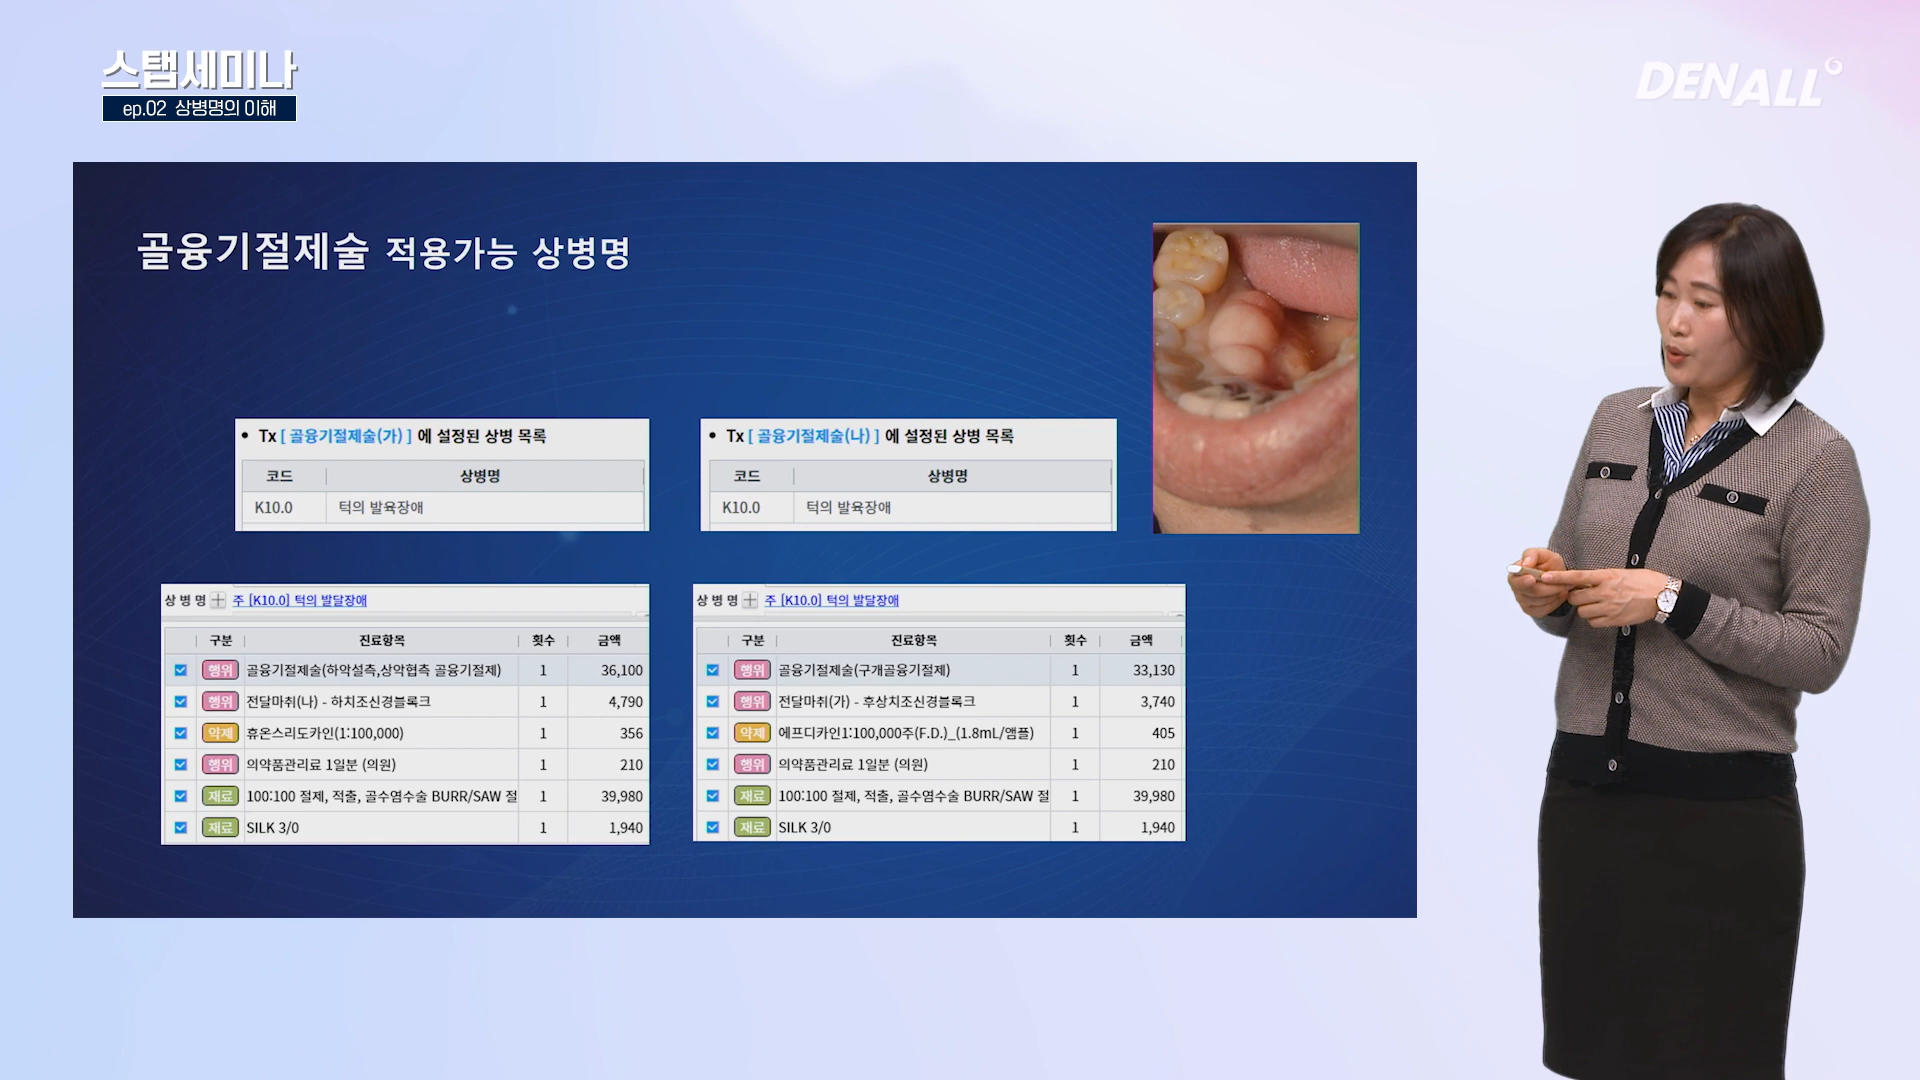 스탭세미나
ep.02 상병명의 이해
DENALL
골융기절제술 적용가능 상병명
• Tx [ 골융기절제술(가) ] 에 설정된 상병 목록
코드 상병명
K10.0 턱의 발육장애
• Tx [ 골융기절제술(나) ] 에 설정된 상병 목록
코드 상병명
K10.0 턱의 발육장애
상 병 명 주 [K10.0] 턱의 발달장애
구분 진료항목 횟수 금액
행위 골융기절제술(하악설측,상악협측 골융기절제) 1 36,100
행위 전달마취(나) - 하치조신경블록크 1 4,790
약제 휴온스리도카인(1:100,000) 1 356
행위 의약품관리료 1일분 (의원) 1 210
재료 100:100 절제, 적출, 골수염수술 BURR/SAW 절 1 39,980
재료 SILK 3/0 1 1,940
상 병 명 주 [K10.0] 턱의 발달장애
구분 진료항목 횟수 금액
행위 골융기절제술(구개골융기절제) 1 33,130
행위 전달마취(가) - 후상치조신경블록크 1 3,740
약제 에프디카인1:100,000주(F.D.)_(1.8mL/앰플) 1 405
행위 의약품관리료 1일분 (의원) 1 210
재료 100:100 절제, 적출, 골수염수술 BURR/SAW 절 1 39,980
재료 SILK 3/0 1 1,940